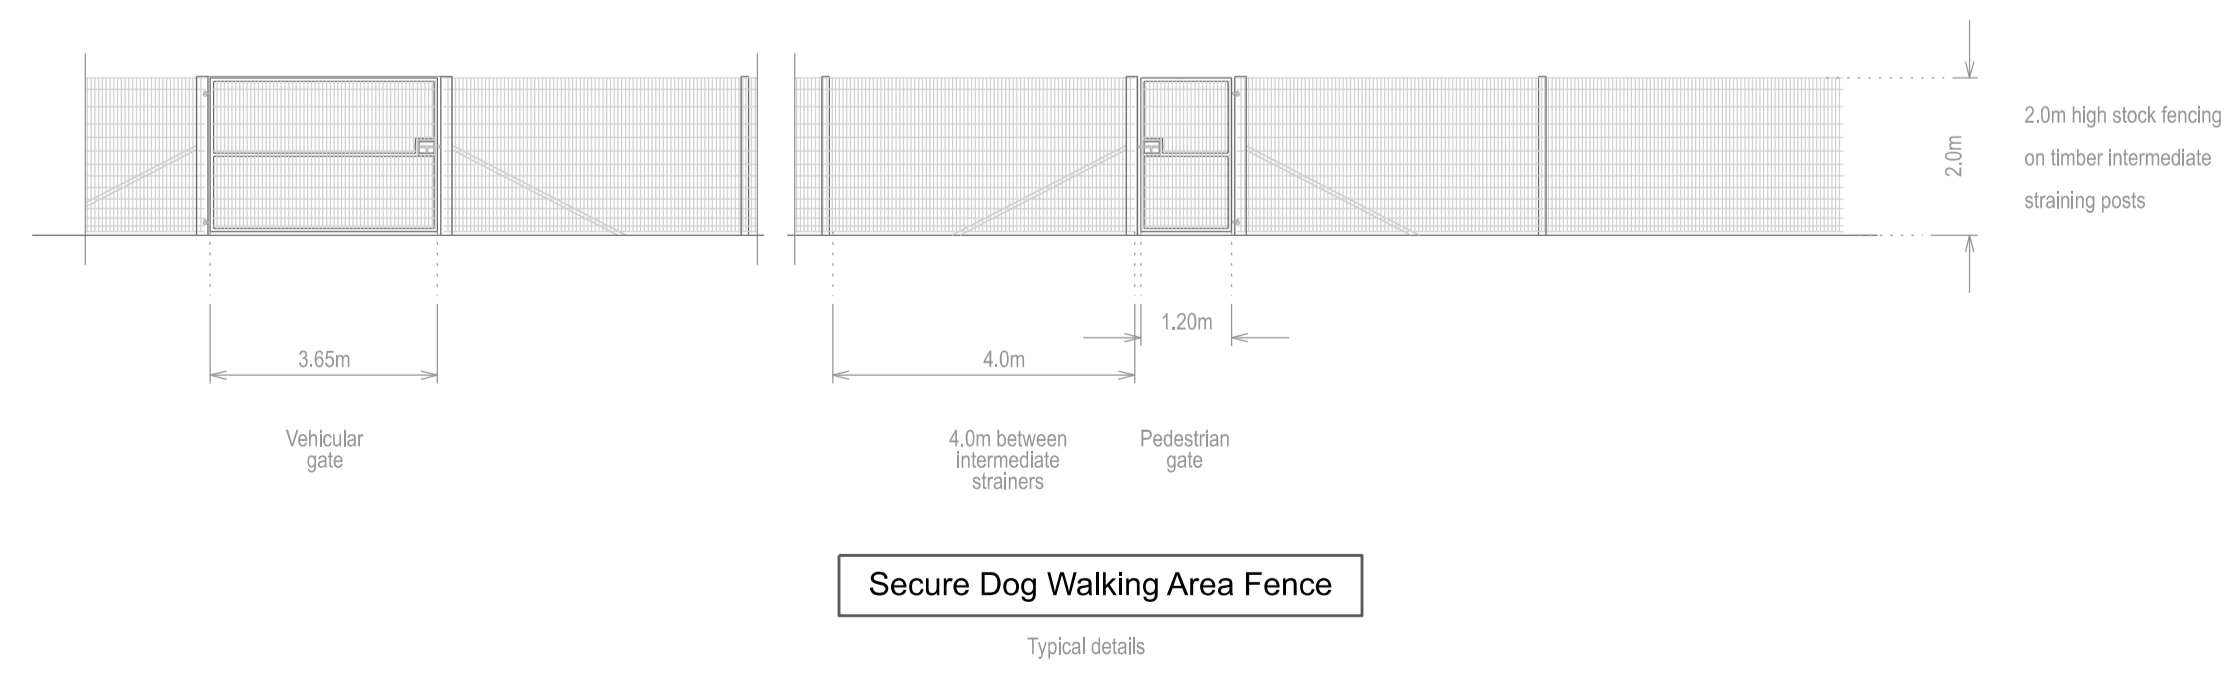 2.0m high stock fencing
on timber intermediate
straining posts
2.0m
1.20m
3.65m
4.0m
Vehicular
gate
4.0m between
intermediate
strainers
Pedestrian
gate
Secure Dog Walking Area Fence
Typical details